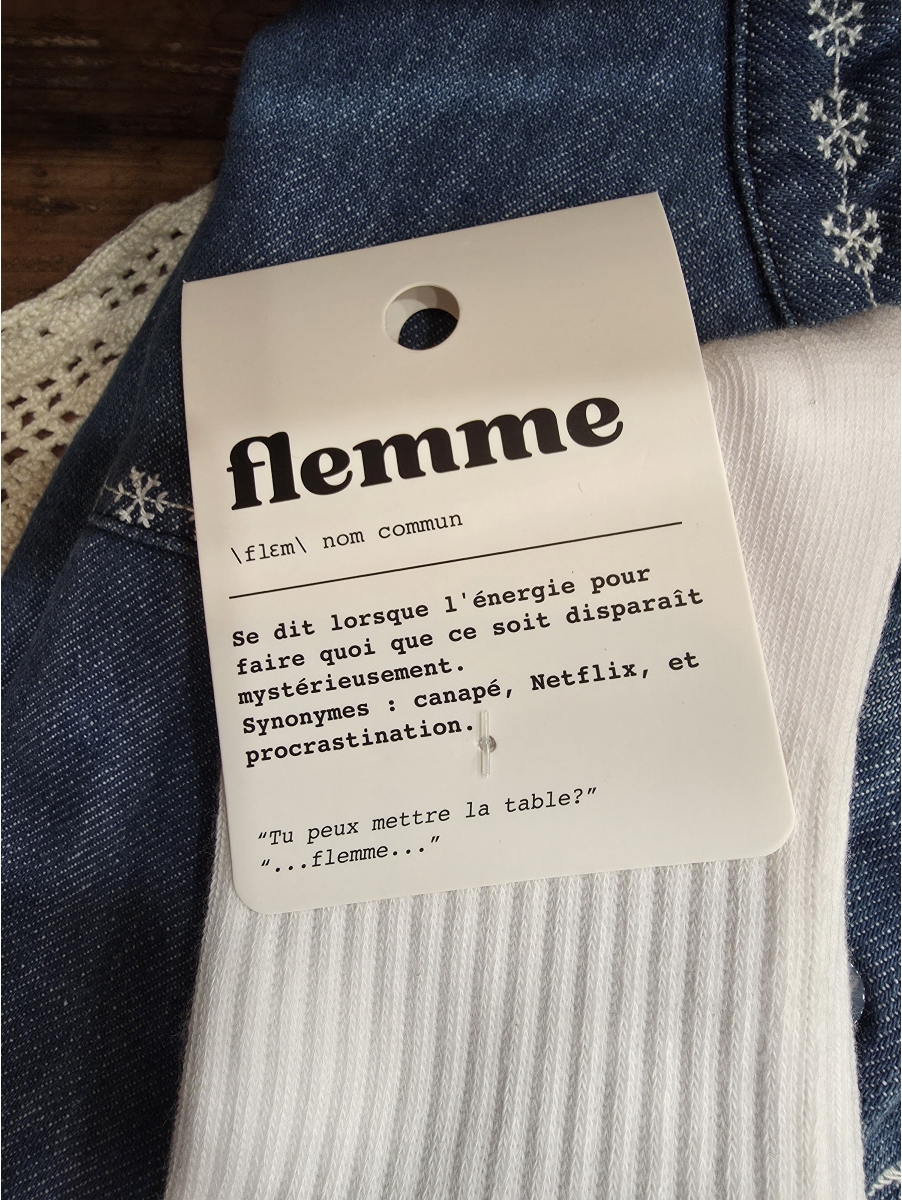 flemme
\flɛm\ nom commun
Se dit lorsque l'énergie pour
faire quoi que ce soit disparaît
mystérieusement.
Synonymes : canapé, Netflix, et
procrastination.
“Tu peux mettre la table?”
“...flemme...”